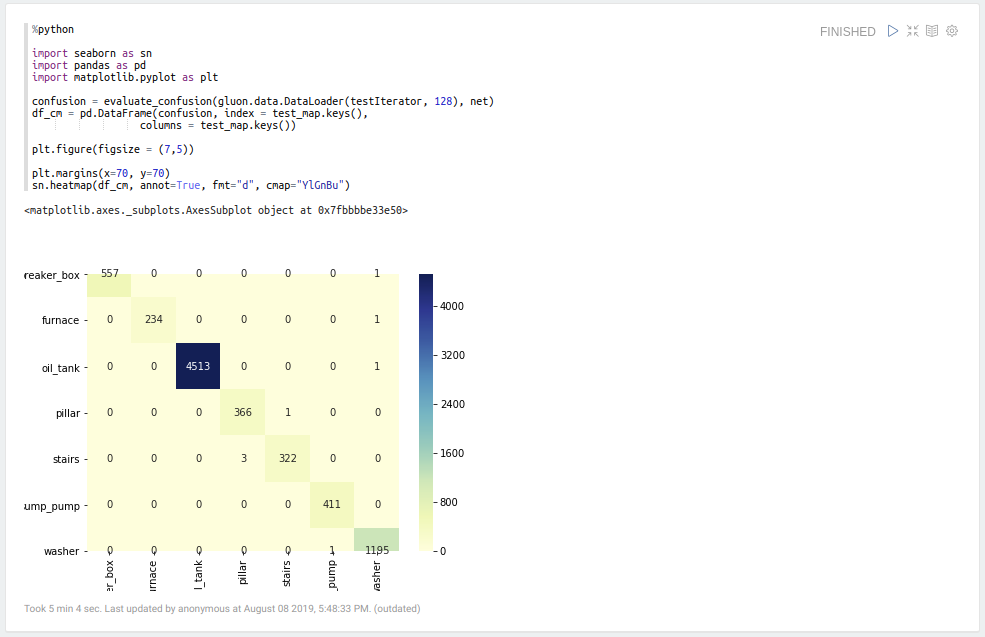 %python
FINISHED
import seaborn as sn
import pandas as pd
import matplotlib.pyplot as plt
confusion = evaluate_confusion(gluon.data.DataLoader(testIterator, 128), net)
df_cm = pd.DataFrame(confusion, index = test_map.keys(),
columns = test_map.keys())
plt.figure(figsize = (7,5))
plt.margins(x=70, y=70)
sn.heatmap(df_cm, annot=True, fmt="d", cmap="YlGnBu")
<matplotlib.axes._subplots.AxesSubplot object at 0x7fbbbbe33e50>
reaker_box 557 0 0 0 0 0 1
furnace 0 234 0 0 0 0 1
oil_tank 0 0 4513 0 0 0 1
pillar 0 0 0 366 1 0 0
stairs 0 0 0 3 322 0 0
ump_pump 0 0 0 0 0 411 0
washer 0 0 0 0 0 1 1195
4000
3200
2400
1600
800
0
er_box
rnace
l_tank
pillar
stairs
_pump
asher
Took 5 min 4 sec. Last updated by anonymous at August 08 2019, 5:48:33 PM. (outdated)